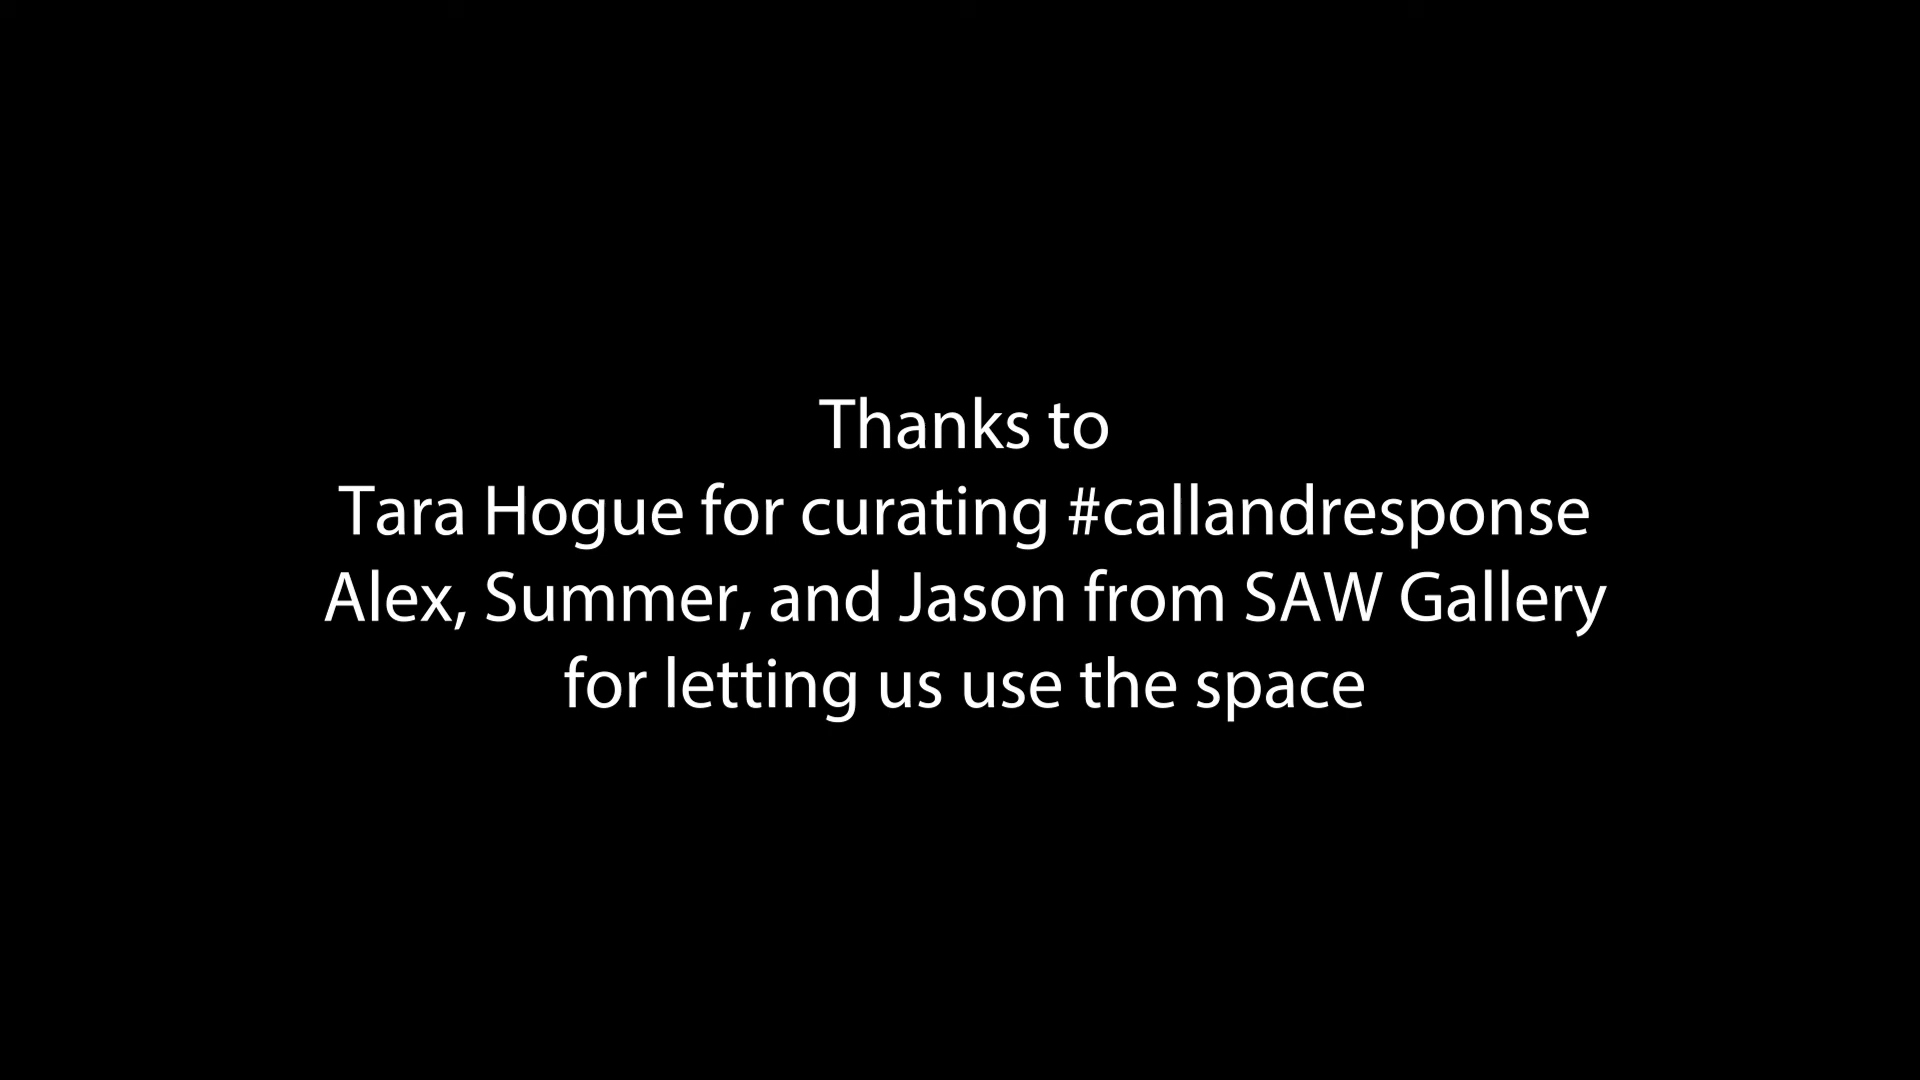 Thanks to
Tara Hogue for curating #callandresponse
Alex, Summer, and Jason from SAW Gallery
for letting us use the space